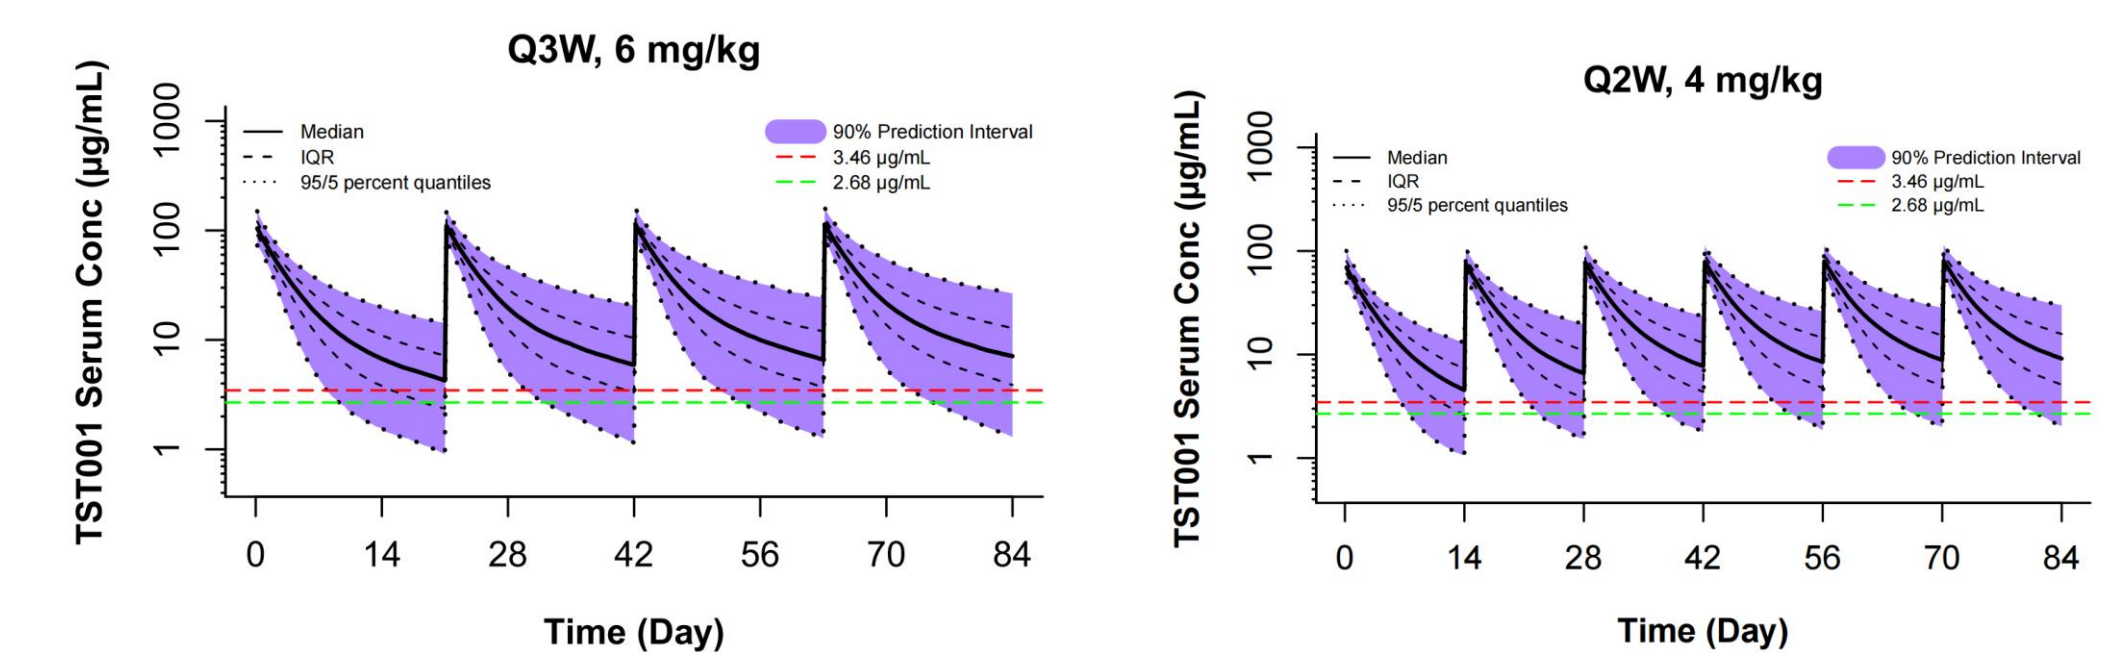 Q3W, 6 mg/kg
TST001 Serum Conc (µg/mL)
1000
100
10
1
Median
IQR
95/5 percent quantiles
90% Prediction Interval
3.46 µg/mL
2.68 µg/mL
0 14 28 42 56 70 84
Time (Day)
Q2W, 4 mg/kg
TST001 Serum Conc (µg/mL)
1000
100
10
1
Median
IQR
95/5 percent quantiles
90% Prediction Interval
3.46 µg/mL
2.68 µg/mL
0 14 28 42 56 70 84
Time (Day)